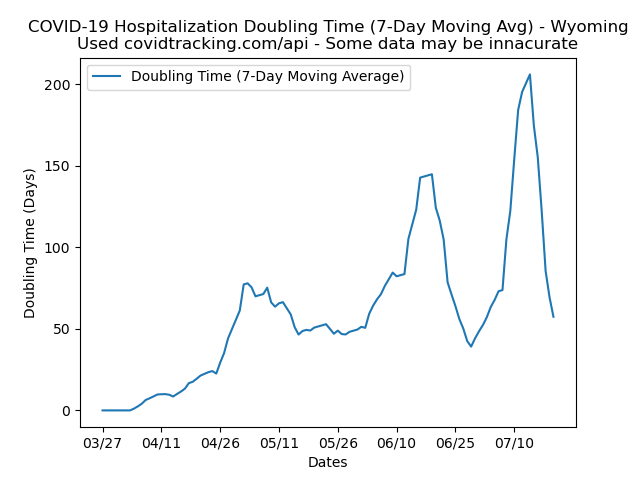 COVID-19 Hospitalization Doubling Time (7-Day Moving Avg) - Wyoming
Used covidtracking.com/api - Some data may be innacurate
Doubling Time (7-Day Moving Average)
200
150
100
50
0
Doubling Time (Days)
03/27 04/11 04/26 05/11 05/26 06/10 06/25 07/10
Dates